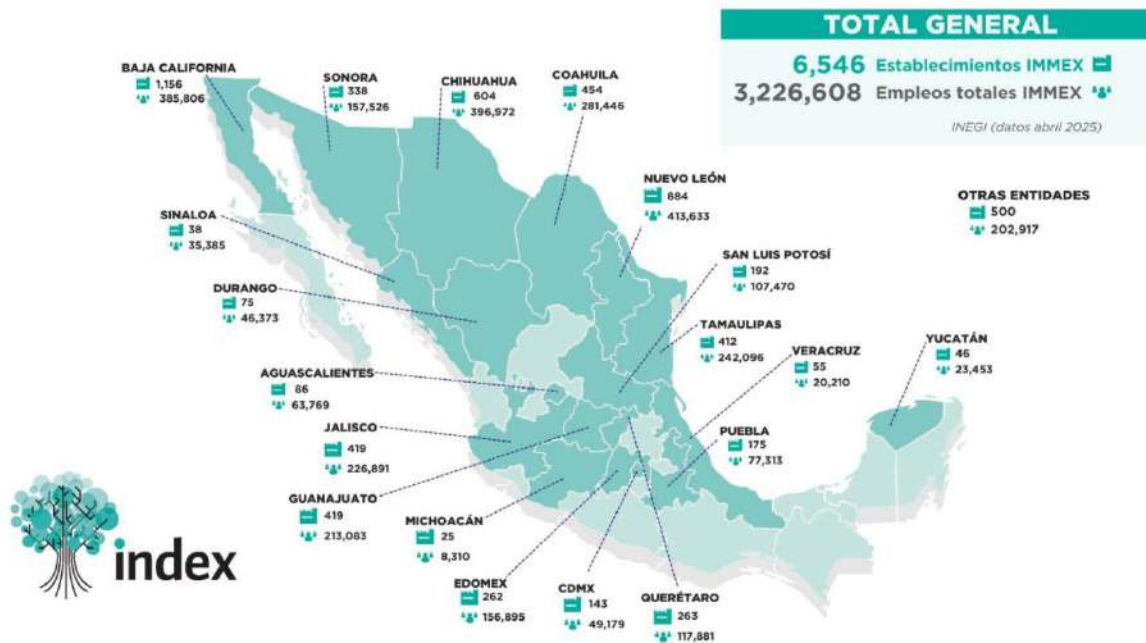 TOTAL GENERAL
6,546 Establecimientos IMMEX
3,226,608 Empleos totales IMMEX
INEGI (datos abril 2025)
BAJA CALIFORNIA
1,156
385,806
SONORA
338
157,526
CHIHUAHUA
604
396,972
COAHUILA
454
281,446
NUEVO LEÓN
884
413,633
OTRAS ENTIDADES
500
202,917
SINALOA
38
35,385
SAN LUIS POTOSÍ
192
107,470
DURANGO
75
46,373
TAMAULIPAS
412
242,096
VERACRUZ
55
20,210
YUCATÁN
46
23,453
AGUASCALIENTES
86
63,769
JALISCO
419
226,891
PUEBLA
175
77,313
GUANAJUATO
419
213,083
MICHOACÁN
25
8,310
EDOMEX
262
156,895
CDMX
143
49,179
QUERÉTARO
263
117,881
index